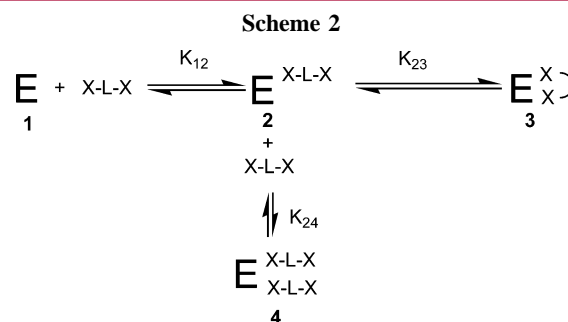 Scheme 2
E + X-L-X K12 E X-L-X K23 E X X
1 2 3
+
X-L-X
K24
E X-L-X
X-L-X
4